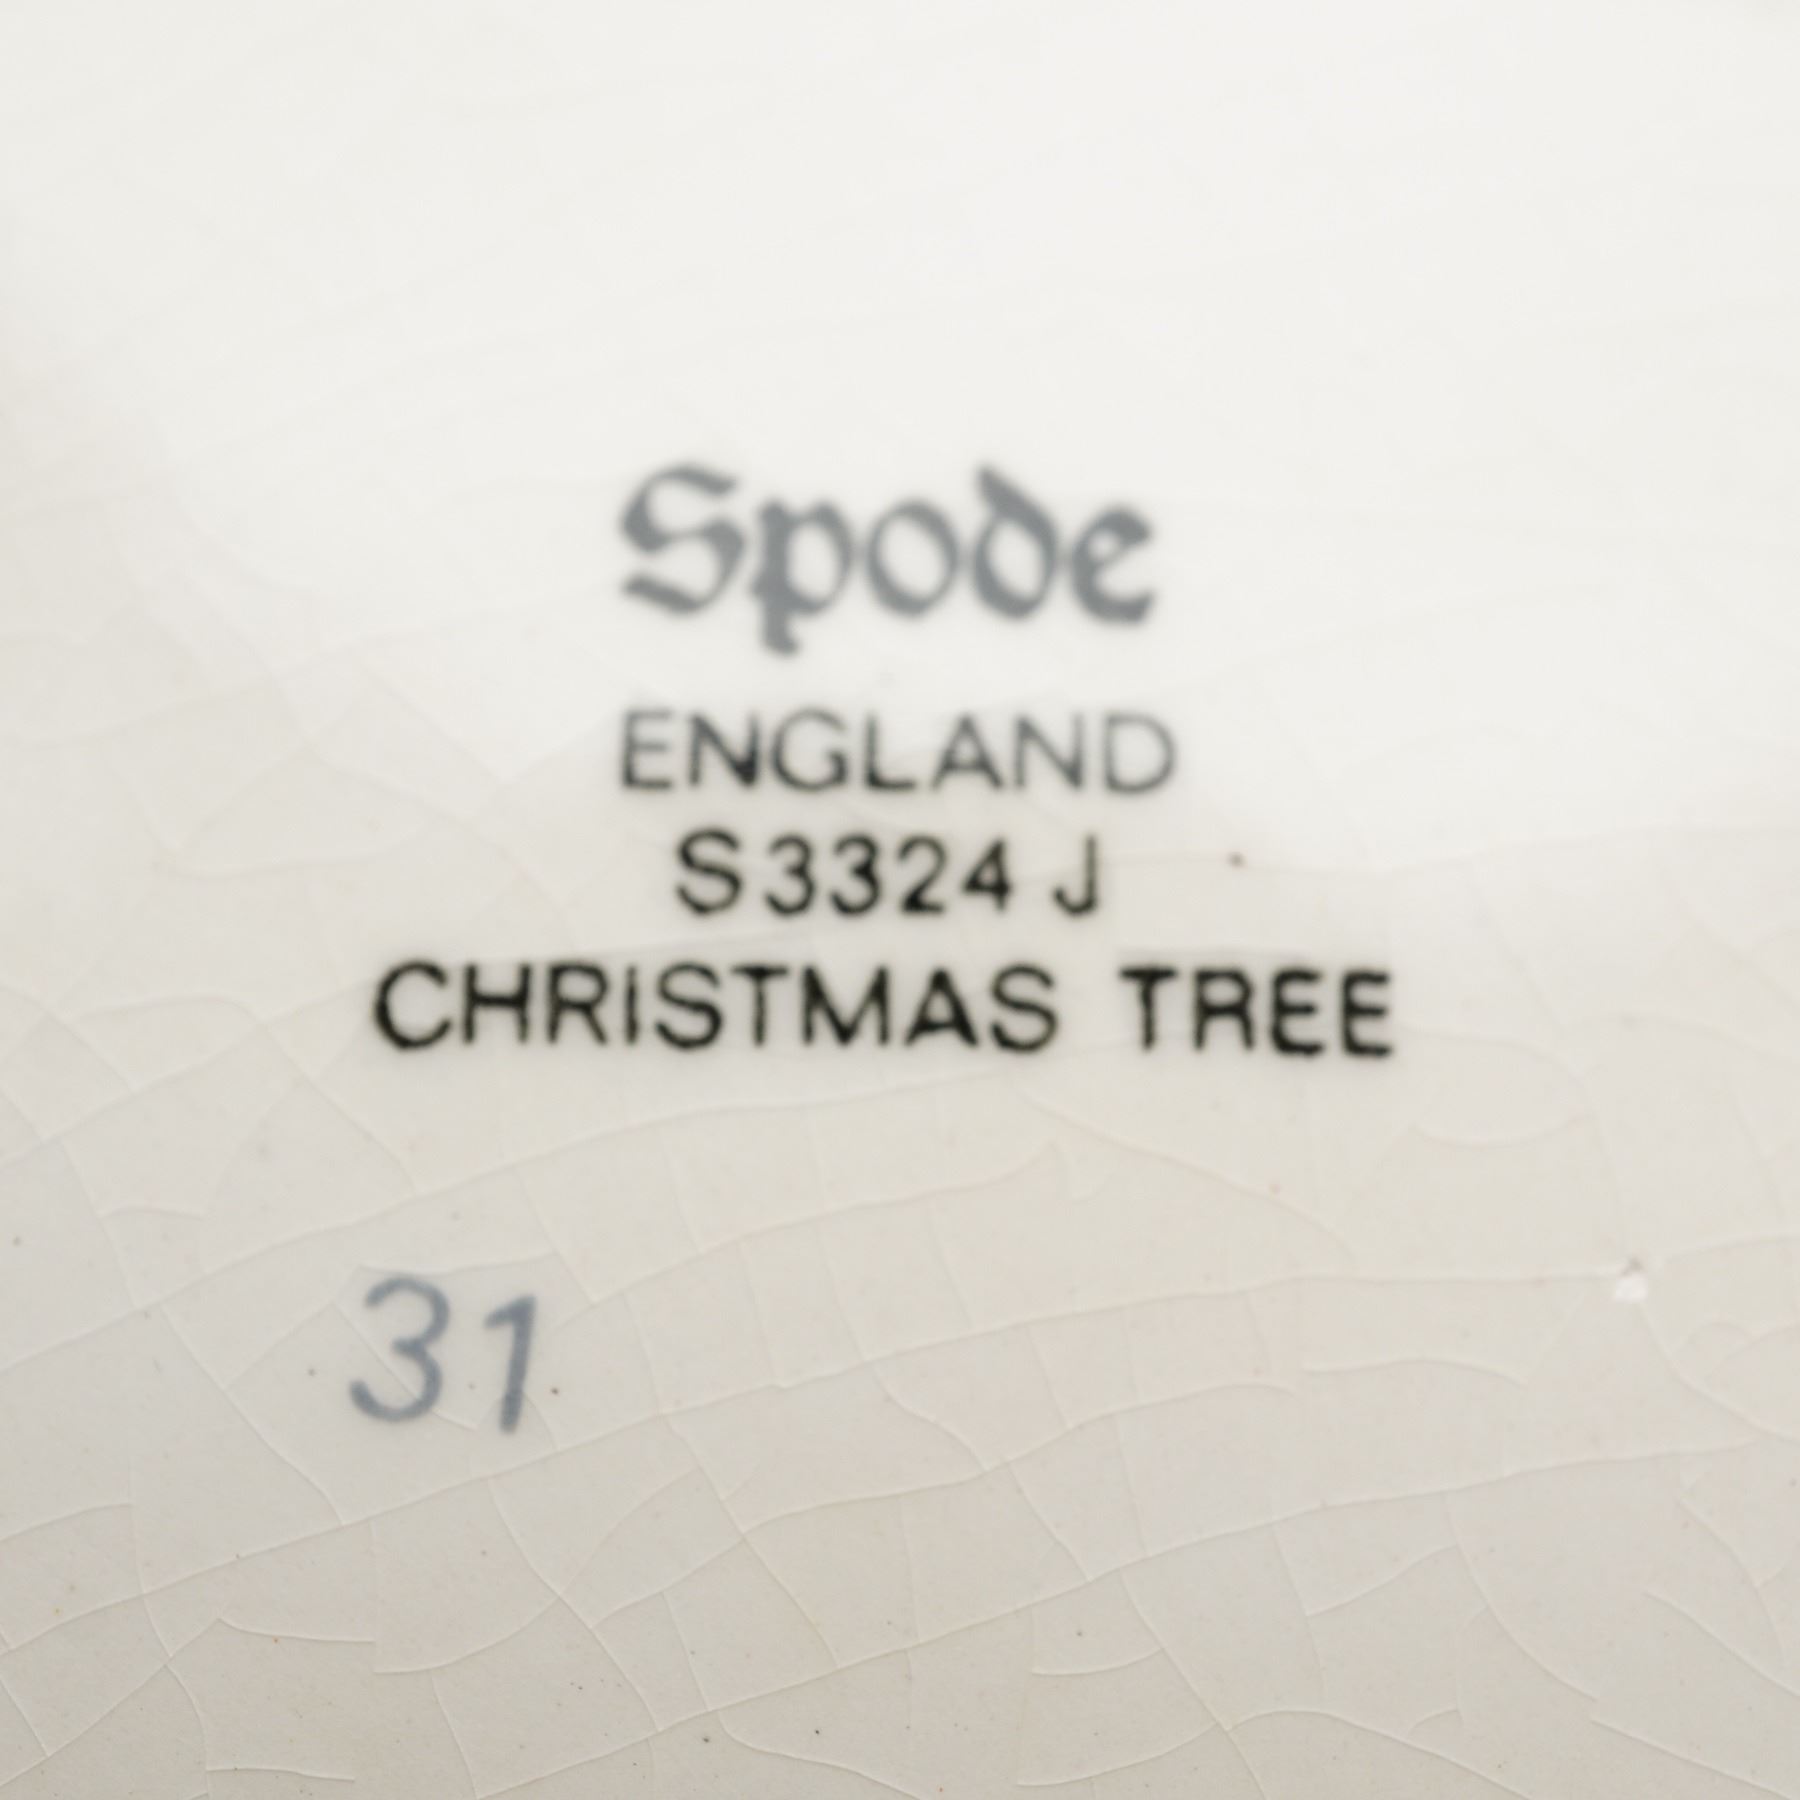 Spode
ENGLAND
S3324 J
CHRISTMAS TREE
31